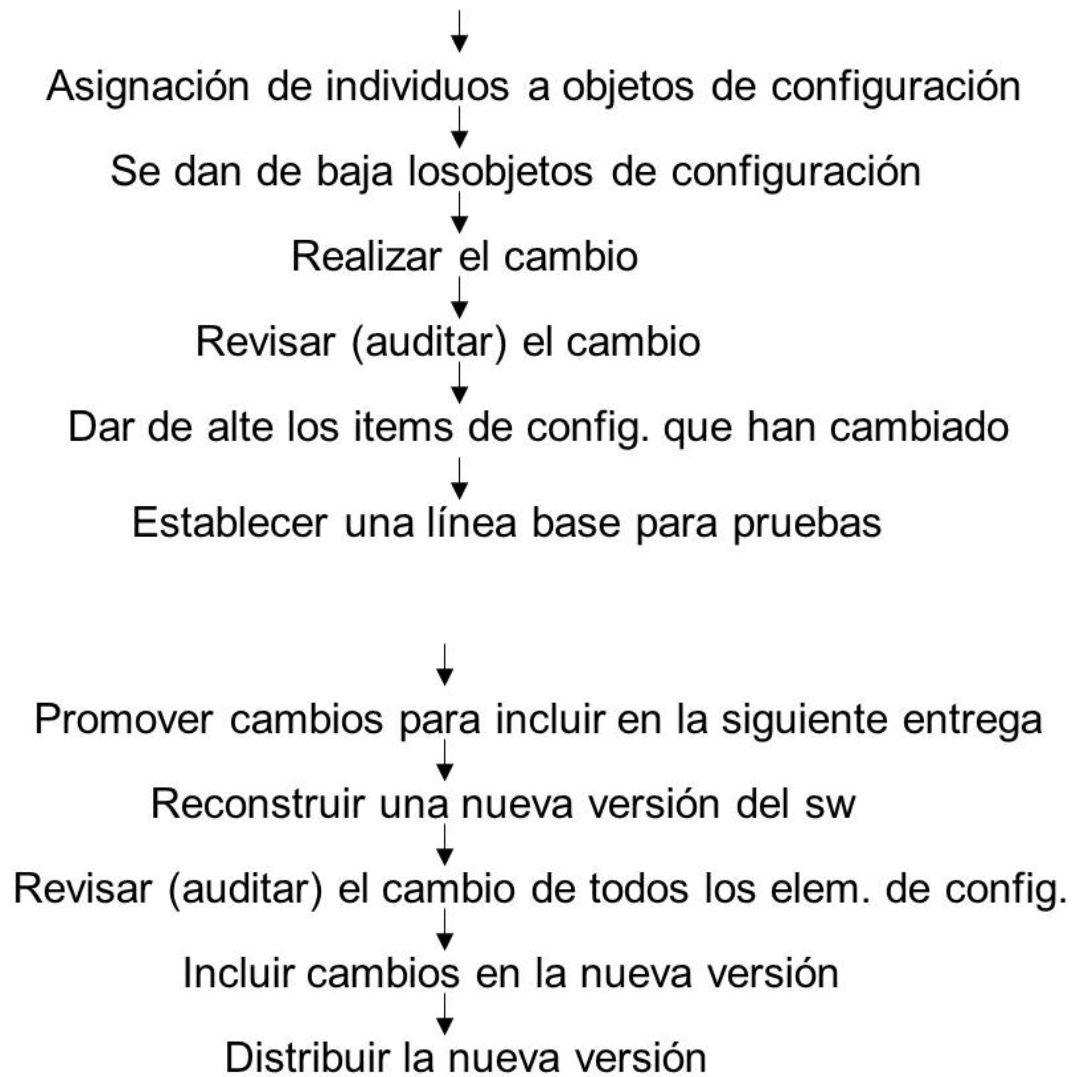 Asignación de individuos a objetos de configuración
Se dan de baja losobjetos de configuración
Realizar el cambio
Revisar (auditar) el cambio
Dar de alte los items de config. que han cambiado
Establecer una línea base para pruebas
Promover cambios para incluir en la siguiente entrega
Reconstruir una nueva versión del sw
Revisar (auditar) el cambio de todos los elem. de config.
Incluir cambios en la nueva versión
Distribuir la nueva versión